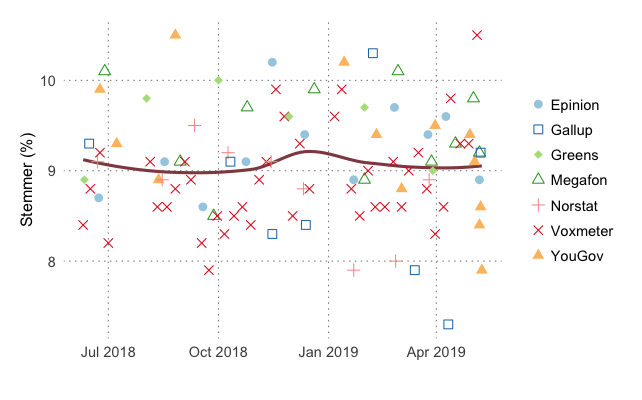 Stemmer (%)
10
9
8
Jul 2018
Oct 2018
Jan 2019
Apr 2019
Epinion
Gallup
Greens
Megafon
Norstat
Voxmeter
YouGov